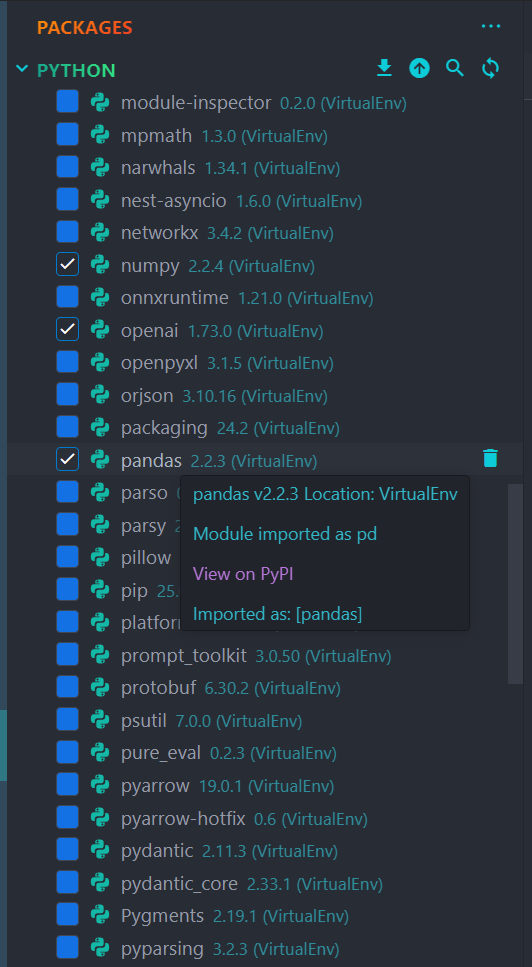 PACKAGES
PYTHON
module-inspector 0.2.0 (VirtualEnv)
mpmath 1.3.0 (VirtualEnv)
narwhals 1.34.1 (VirtualEnv)
nest-asyncio 1.6.0 (VirtualEnv)
networkx 3.4.2 (VirtualEnv)
numpy 2.2.4 (VirtualEnv)
onnxruntime 1.21.0 (VirtualEnv)
openai 1.73.0 (VirtualEnv)
openpyxl 3.1.5 (VirtualEnv)
orjson 3.10.16 (VirtualEnv)
packaging 24.2 (VirtualEnv)
pandas 2.2.3 (VirtualEnv)
parso
parsy 2
pillow
pip 25.
platfor
pandas v2.2.3 Location: VirtualEnv
Module imported as pd
View on PyPI
Imported as: [pandas]
prompt_toolkit 3.0.50 (VirtualEnv)
protobuf 6.30.2 (VirtualEnv)
psutil 7.0.0 (VirtualEnv)
pure_eval 0.2.3 (VirtualEnv)
pyarrow 19.0.1 (VirtualEnv)
pyarrow-hotfix 0.6 (VirtualEnv)
pydantic 2.11.3 (VirtualEnv)
pydantic_core 2.33.1 (VirtualEnv)
Pygments 2.19.1 (VirtualEnv)
pyparsing 3.2.3 (VirtualEnv)